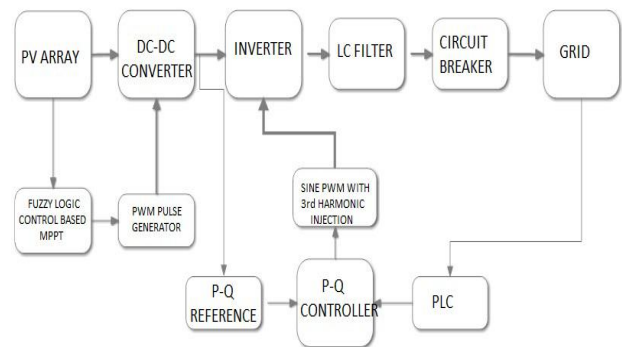 PV ARRAY
DC-DC
CONVERTER
INVERTER
LC FILTER
CIRCUIT
BREAKER
GRID
FUZZY LOGIC
CONTROL BASED
MPPT
PWM PULSE
GENERATOR
SINE PWM WITH
3rd HARMONIC
INJECTION
P-Q
REFERENCE
P-Q
CONTROLLER
PLC